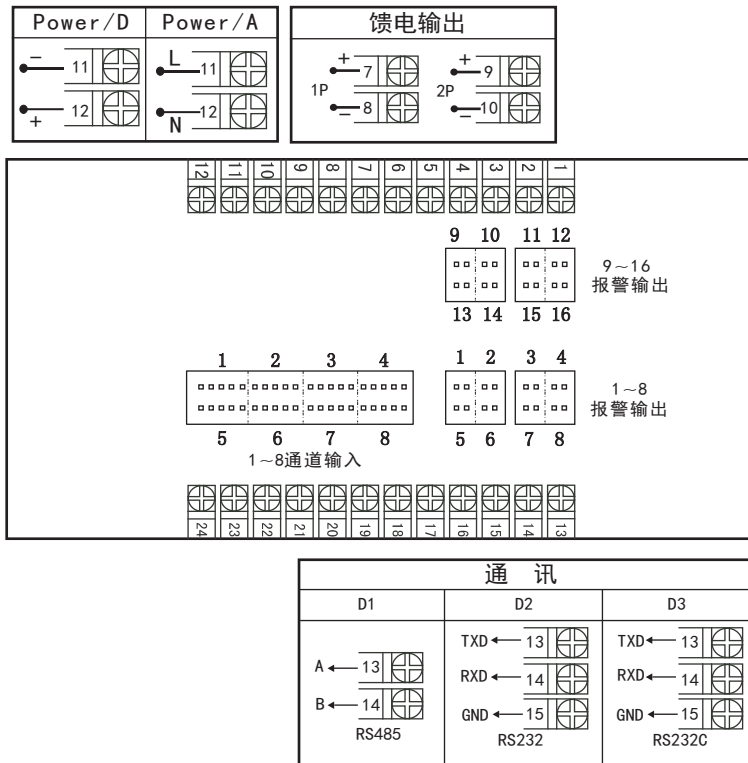 Power/D Power/A
馈电输出
− 11 L 11
+ 12 N 12
+ 7 + 9
1P 2P
− 8 − 10
12 11 10 9 8 7 6 5 4 3 2 1
9 10 11 12
9~16
报警输出
13 14 15 16
1 2 3 4
1 2 3 4
1~8
报警输出
5 6 7 8
5 6 7 8
1~8通道输入
24 23 22 21 20 19 18 17 16 15 14 13
通 讯
D1 D2 D3
TXD 13 TXD 13
A 13
RXD 14 RXD 14
B 14
GND 15 GND 15
RS485 RS232 RS232C